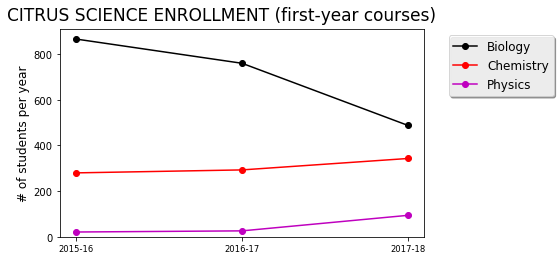 CITRUS SCIENCE ENROLLMENT (first-year courses)
# of students per year
800
600
400
200
0
2015-16
2016-17
2017-18
Biology
Chemistry
Physics